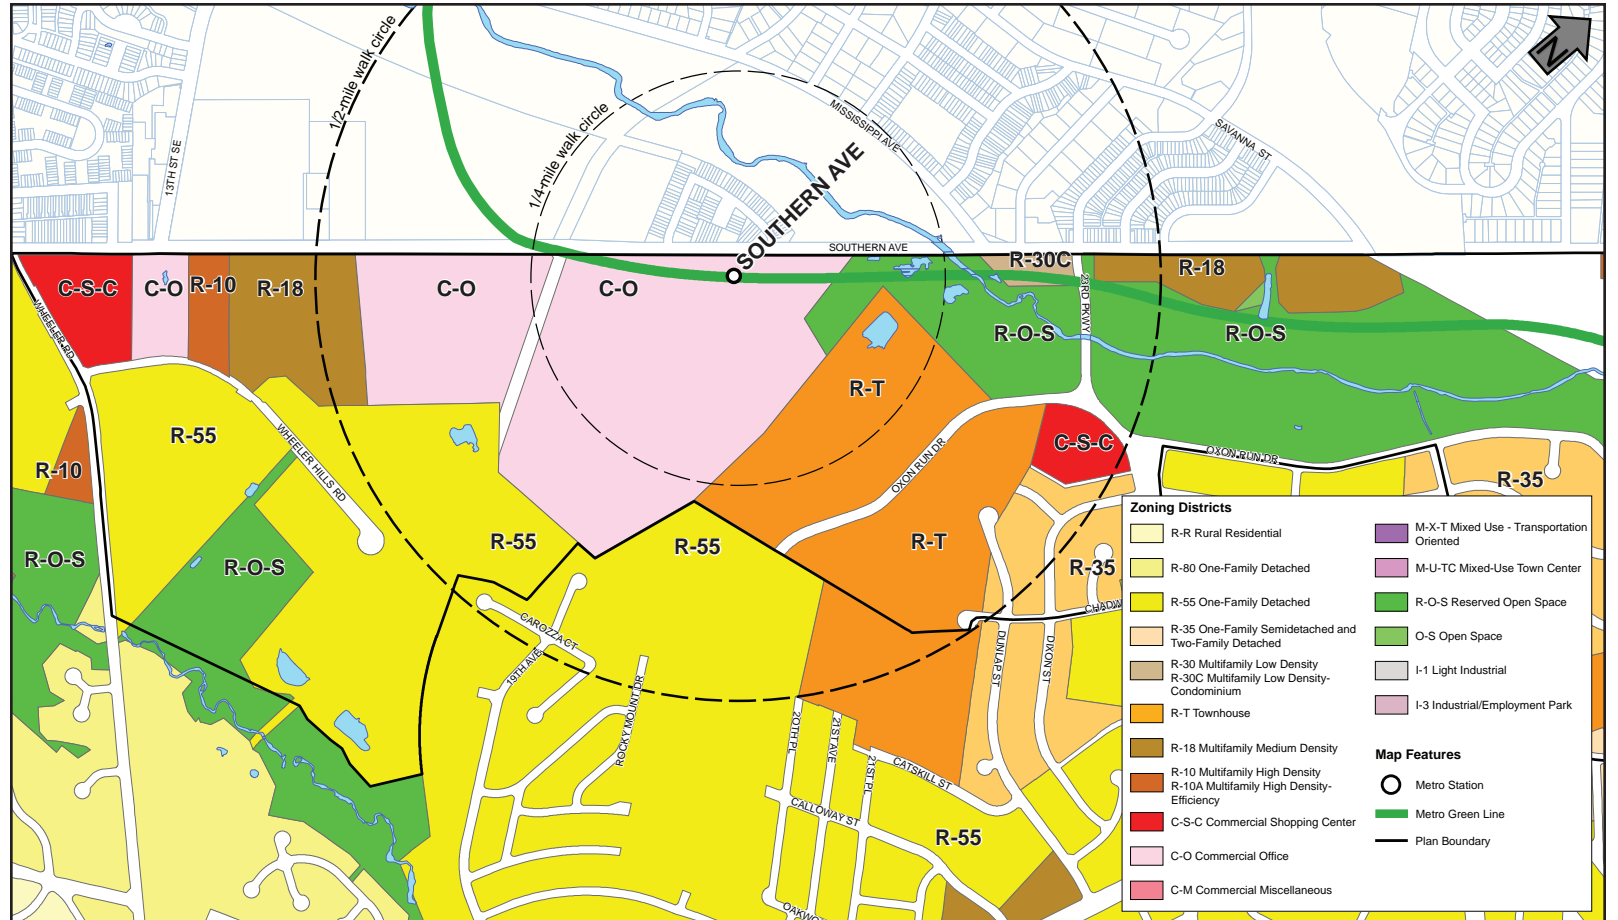 1/2-mile walk circle
1/4-mile walk circle
MISSISSIPPI AVE
SAVANNA ST
N
13TH ST SE
SOUTHERN AVE
SOUTHERN AVE
R-30C
C-S-C
C-O
R-10
R-18
C-O
C-O
R-18
23RD PKWY
WHEELER RD
R-O-S
R-O-S
R-T
R-55
WHEELER HILLS RD
C-S-C
OXON RUN DR
OXON RUN DR
R-10
R-35
R-55
R-55
R-T
R-O-S
R-O-S
R-35
CHADW
CAROZZA CT
19TH AVE
ROCKY MOUNT DR
DUNLAP ST
DIXON ST
20TH PL
21ST AVE
21ST PL
CATSKILL ST
CALLOWAY ST
R-55
OAKWO
Zoning Districts
R-R Rural Residential
R-80 One-Family Detached
R-55 One-Family Detached
R-35 One-Family Semidetached and
Two-Family Detached
R-30 Multifamily Low Density
R-30C Multifamily Low Density-
Condominium
R-T Townhouse
R-18 Multifamily Medium Density
R-10 Multifamily High Density
R-10A Multifamily High Density-
Efficiency
C-S-C Commercial Shopping Center
C-O Commercial Office
C-M Commercial Miscellaneous
M-X-T Mixed Use - Transportation
Oriented
M-U-TC Mixed-Use Town Center
R-O-S Reserved Open Space
O-S Open Space
I-1 Light Industrial
I-3 Industrial/Employment Park
Map Features
Metro Station
Metro Green Line
Plan Boundary